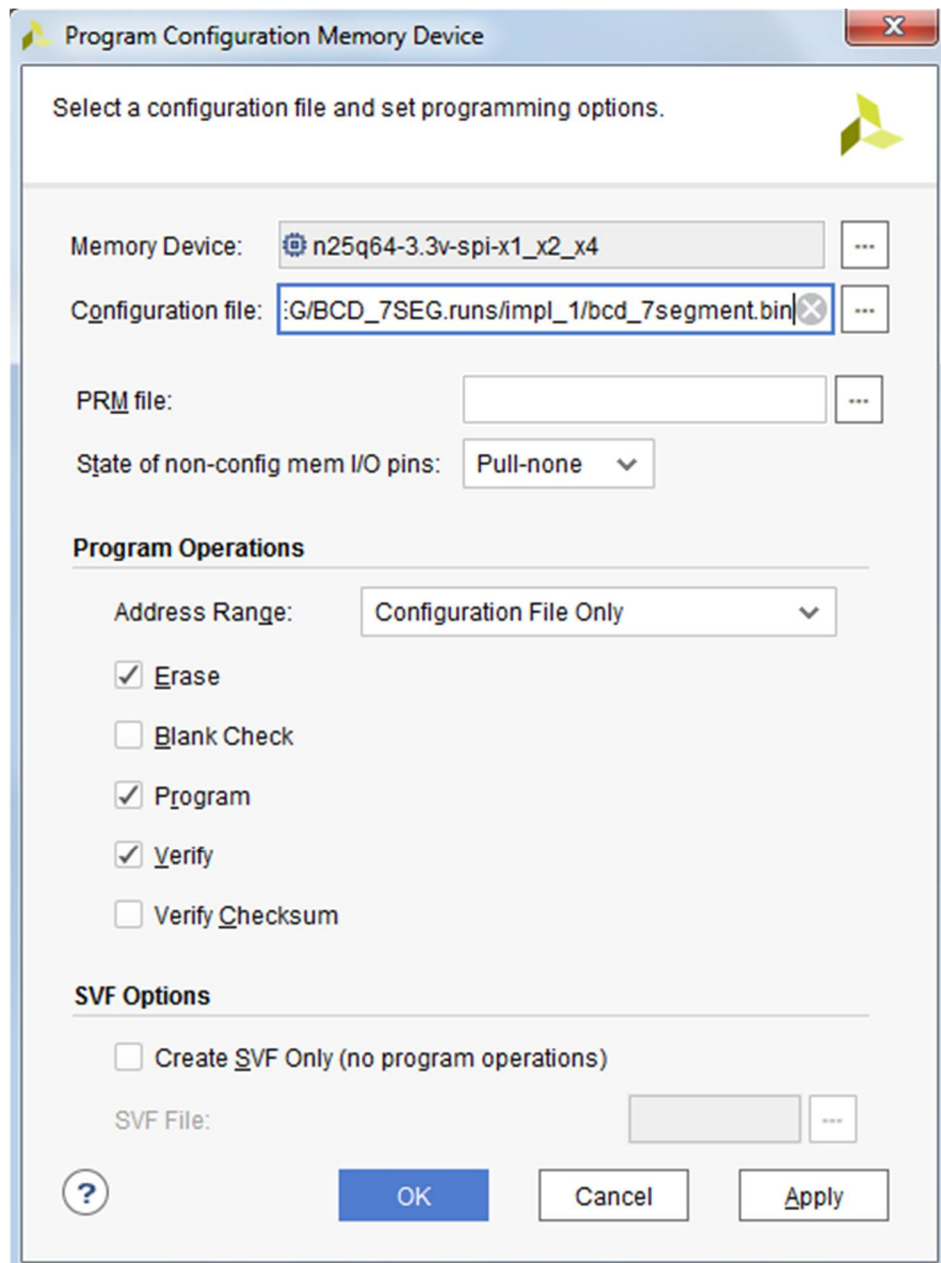 Program Configuration Memory Device
Select a configuration file and set programming options.
Memory Device: n25q64-3.3v-spi-x1_x2_x4 ...
Configuration file: :G/BCD_7SEG.runs/impl_1/bcd_7segment.bin ...
PRM file: ...
State of non-config mem I/O pins: Pull-none
Program Operations
Address Range: Configuration File Only
Erase
Blank Check
Program
Verify
Verify Checksum
SVF Options
Create SVF Only (no program operations)
SVF File: ...
? OK Cancel Apply